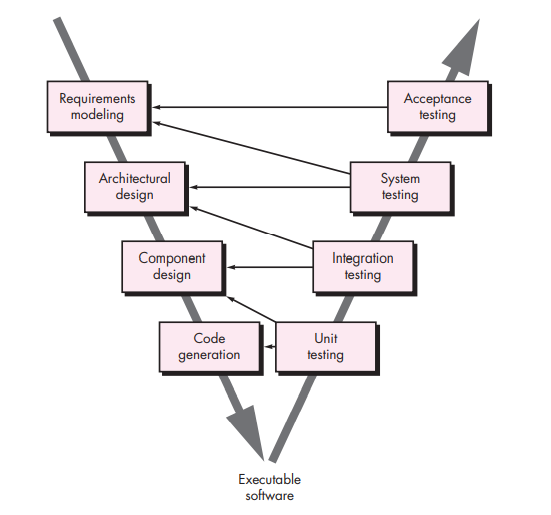 Requirements
modeling
Acceptance
testing
Architectural
design
System
testing
Component
design
Integration
testing
Code
generation
Unit
testing
Executable
software